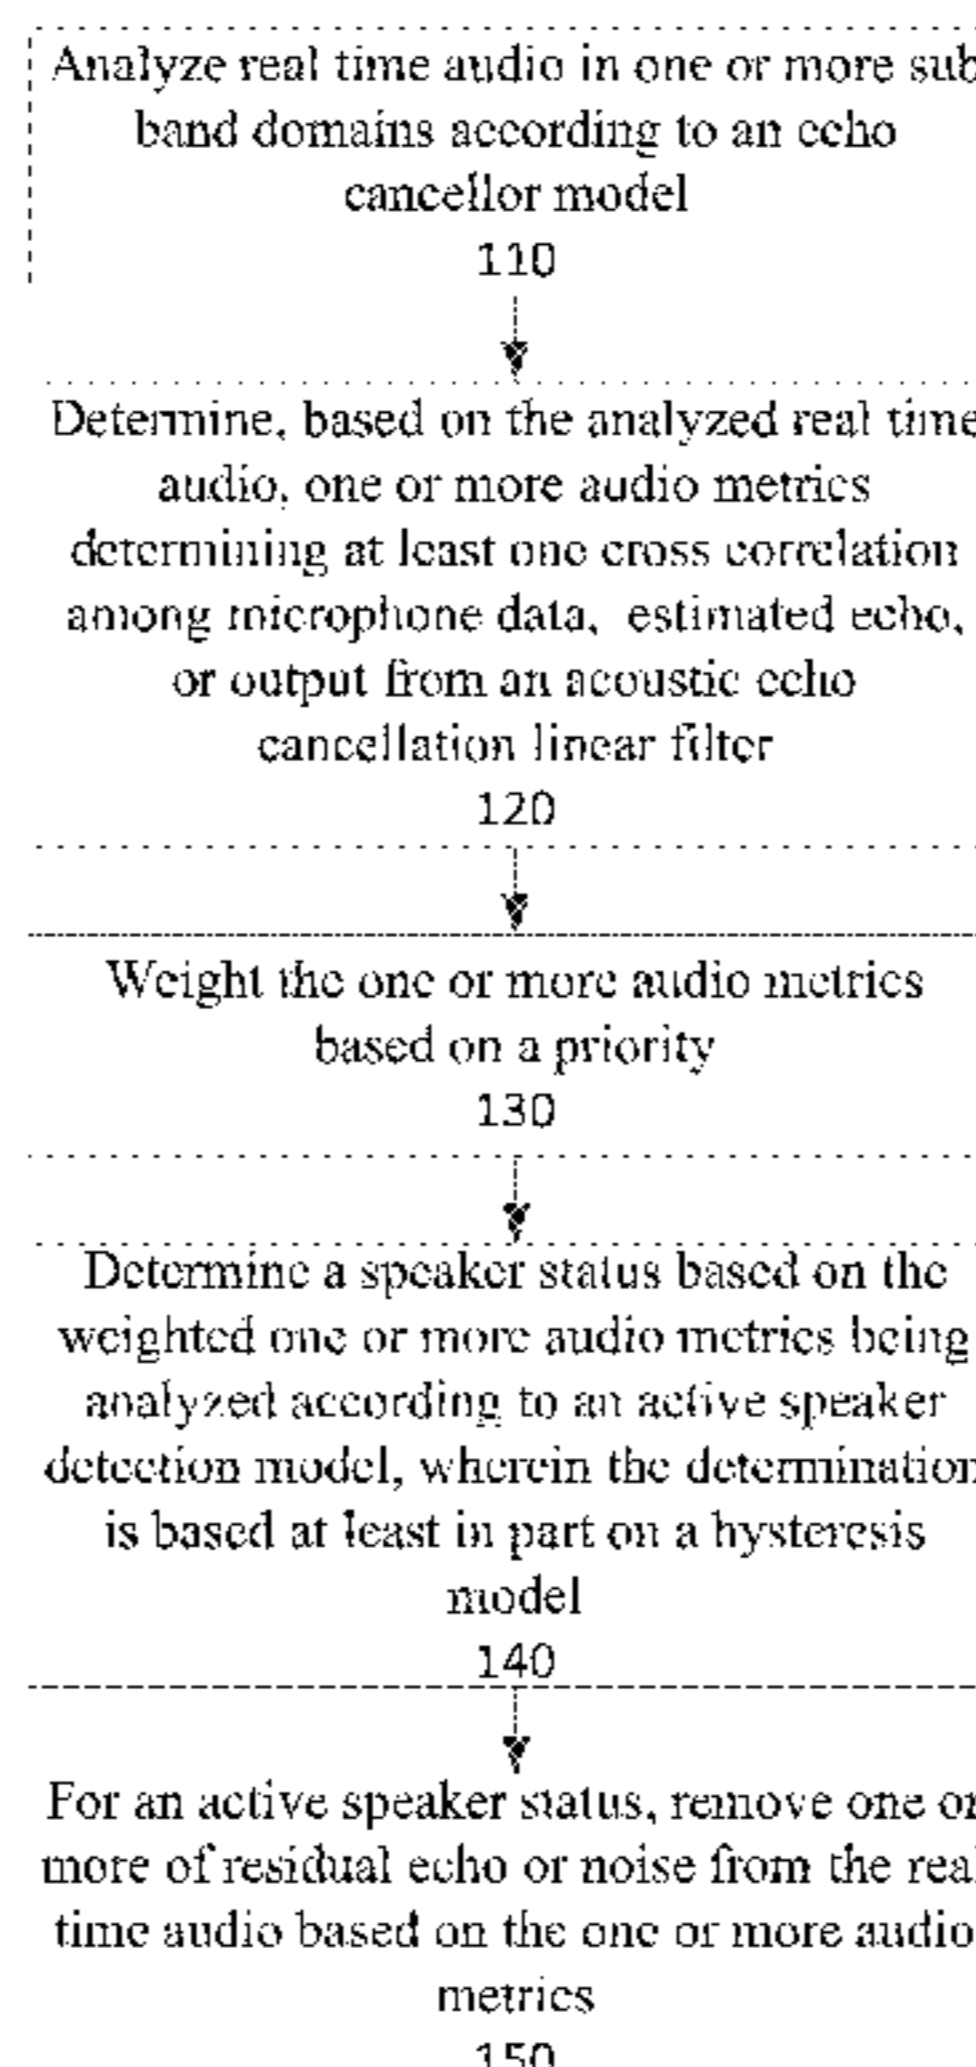 Analyze real time audio in one or more sub
band domains according to an echo
cancellor model
110
Determine, based on the analyzed real time
audio, one or more audio metrics
determining at least one cross correlation
among microphone data, estimated echo,
or output from an acoustic echo
cancellation linear filter
120
Weight the one or more audio metrics
based on a priority
130
Determine a speaker status based on the
weighted one or more audio metrics being
analyzed according to an active speaker
detection model, wherein the determination
is based at least in part on a hysteresis
model
140
For an active speaker status, remove one or
more of residual echo or noise from the real
time audio based on the one or more audio
metrics
150